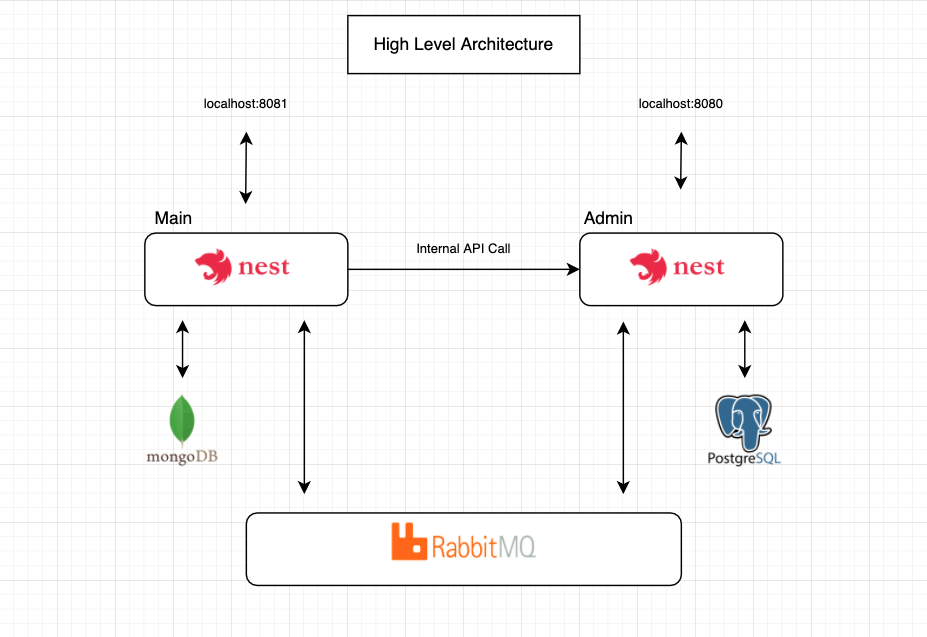 High Level Architecture
localhost:8081
localhost:8080
Main
Admin
nest
Internal API Call
nest
mongoDB
PostgreSQL
RabbitMQ